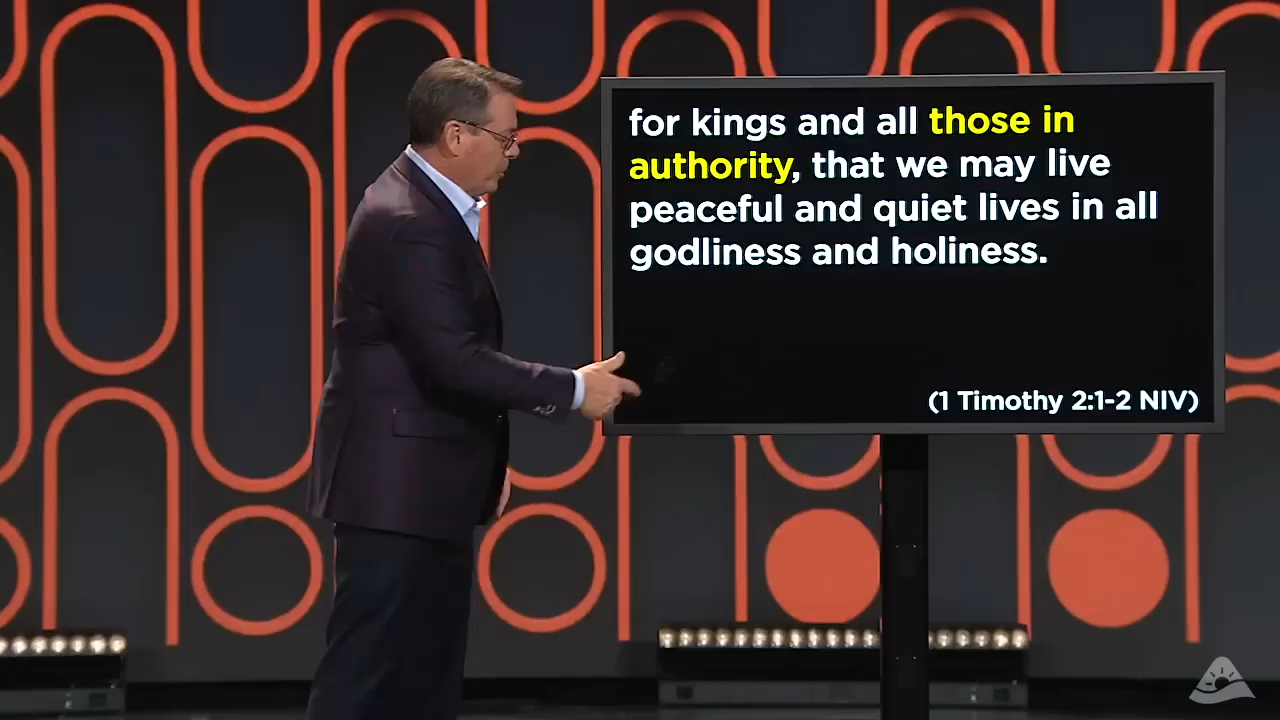 for kings and all those in
authority, that we may live
peaceful and quiet lives in all
godliness and holiness.
(1 Timothy 2:1-2 NIV)